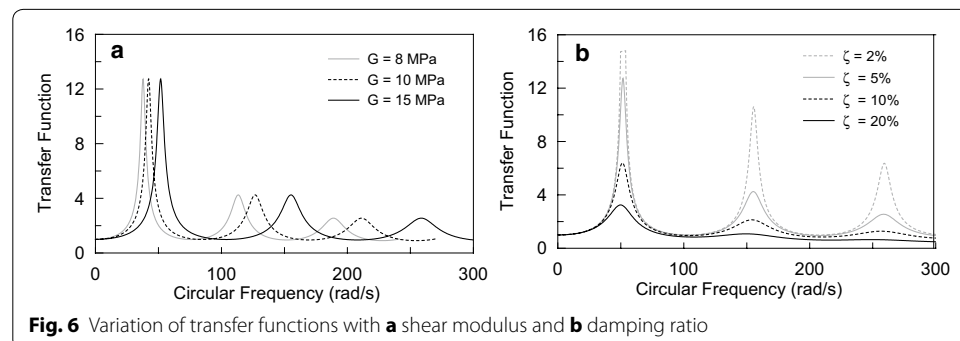 a
G = 8 MPa
G = 10 MPa
G = 15 MPa
Transfer Function
16
12
8
4
0
0 100 200 300
Circular Frequency (rad/s)
b
ζ = 2%
ζ = 5%
ζ = 10%
ζ = 20%
Transfer Function
16
12
8
4
0
0 100 200 300
Circular Frequency (rad/s)
Fig. 6 Variation of transfer functions with a shear modulus and b damping ratio